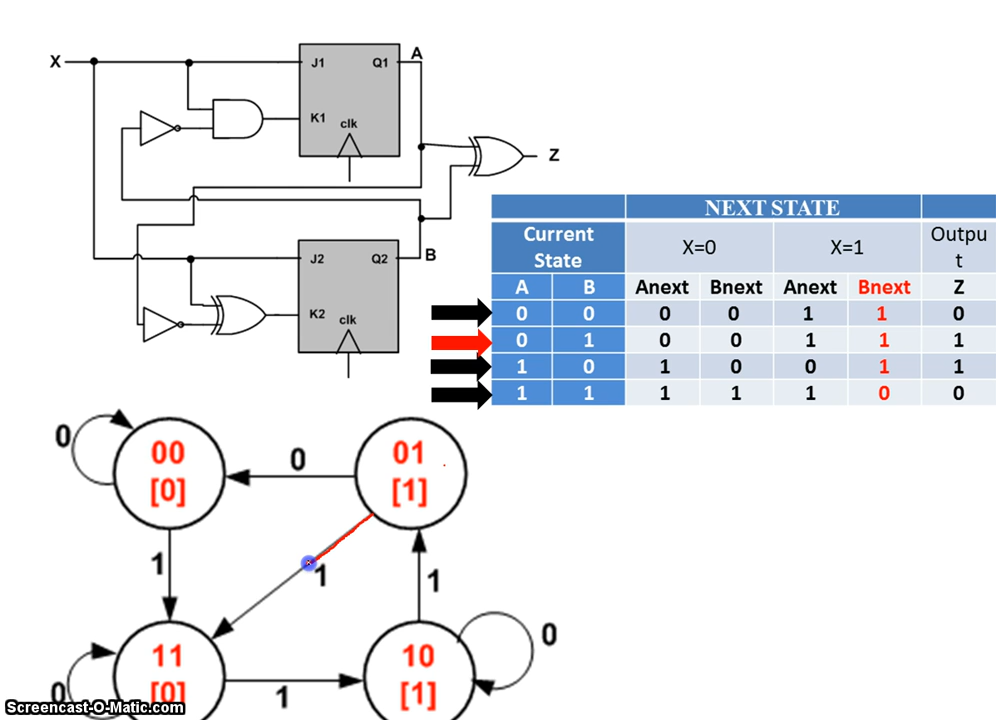 X
J1 Q1 A
K1 clk
Z
J2 Q2 B
K2 clk
NEXT STATE
Current State X=0 X=1 Outpu
t
A B Anext Bnext Anext Bnext Z
0 0 0 0 1 1 0
0 1 0 0 1 1 1
1 0 1 0 0 1 1
1 1 1 1 1 0 0
0 00 0 01
[0] [1]
1 1 1
11 10 0
0 [0] 1 [1]
Screencast-O-Matic.com